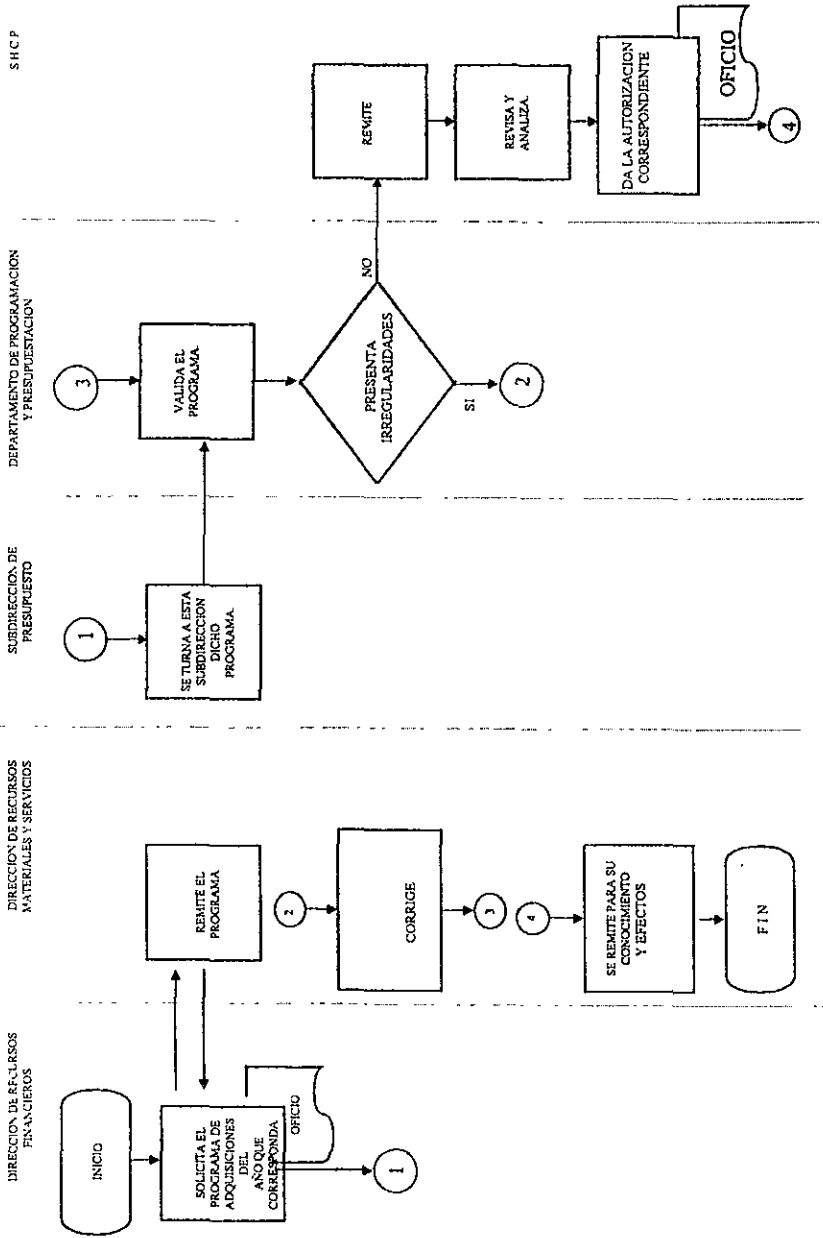 DIRECCION DE RECURSOS
FINANCIEROS
INICIO
SOLICITA EL
PROGRAMA DE
ADQUISICIONES
DEL
AÑO QUE
CORRESPONDA
OFICIO
1
DIRECCION DE RECURSOS
MATERIALES Y SERVICIOS
REMITE EL
PROGRAMA
2
CORRIGE
3
4
SE REMITE PARA SU
CONOCIMIENTO
Y EFECTOS
FIN
SUBDIRECCION DE
PRESUPUESTO
1
SE TURNA A ESTA
SUBDIRECCION
DICHO
PROGRAMA.
DEPARTAMENTO DE PROGRAMACION
Y PRESUPUESTACION
3
VALIDA EL
PROGRAMA.
PRESENTA
IRREGULARIDADES
NO
SI
2
SHCP
REMITE
REVISA Y
ANALIZA.
DA LA AUTORIZACION
CORRESPONDIENTE
OFICIO
4